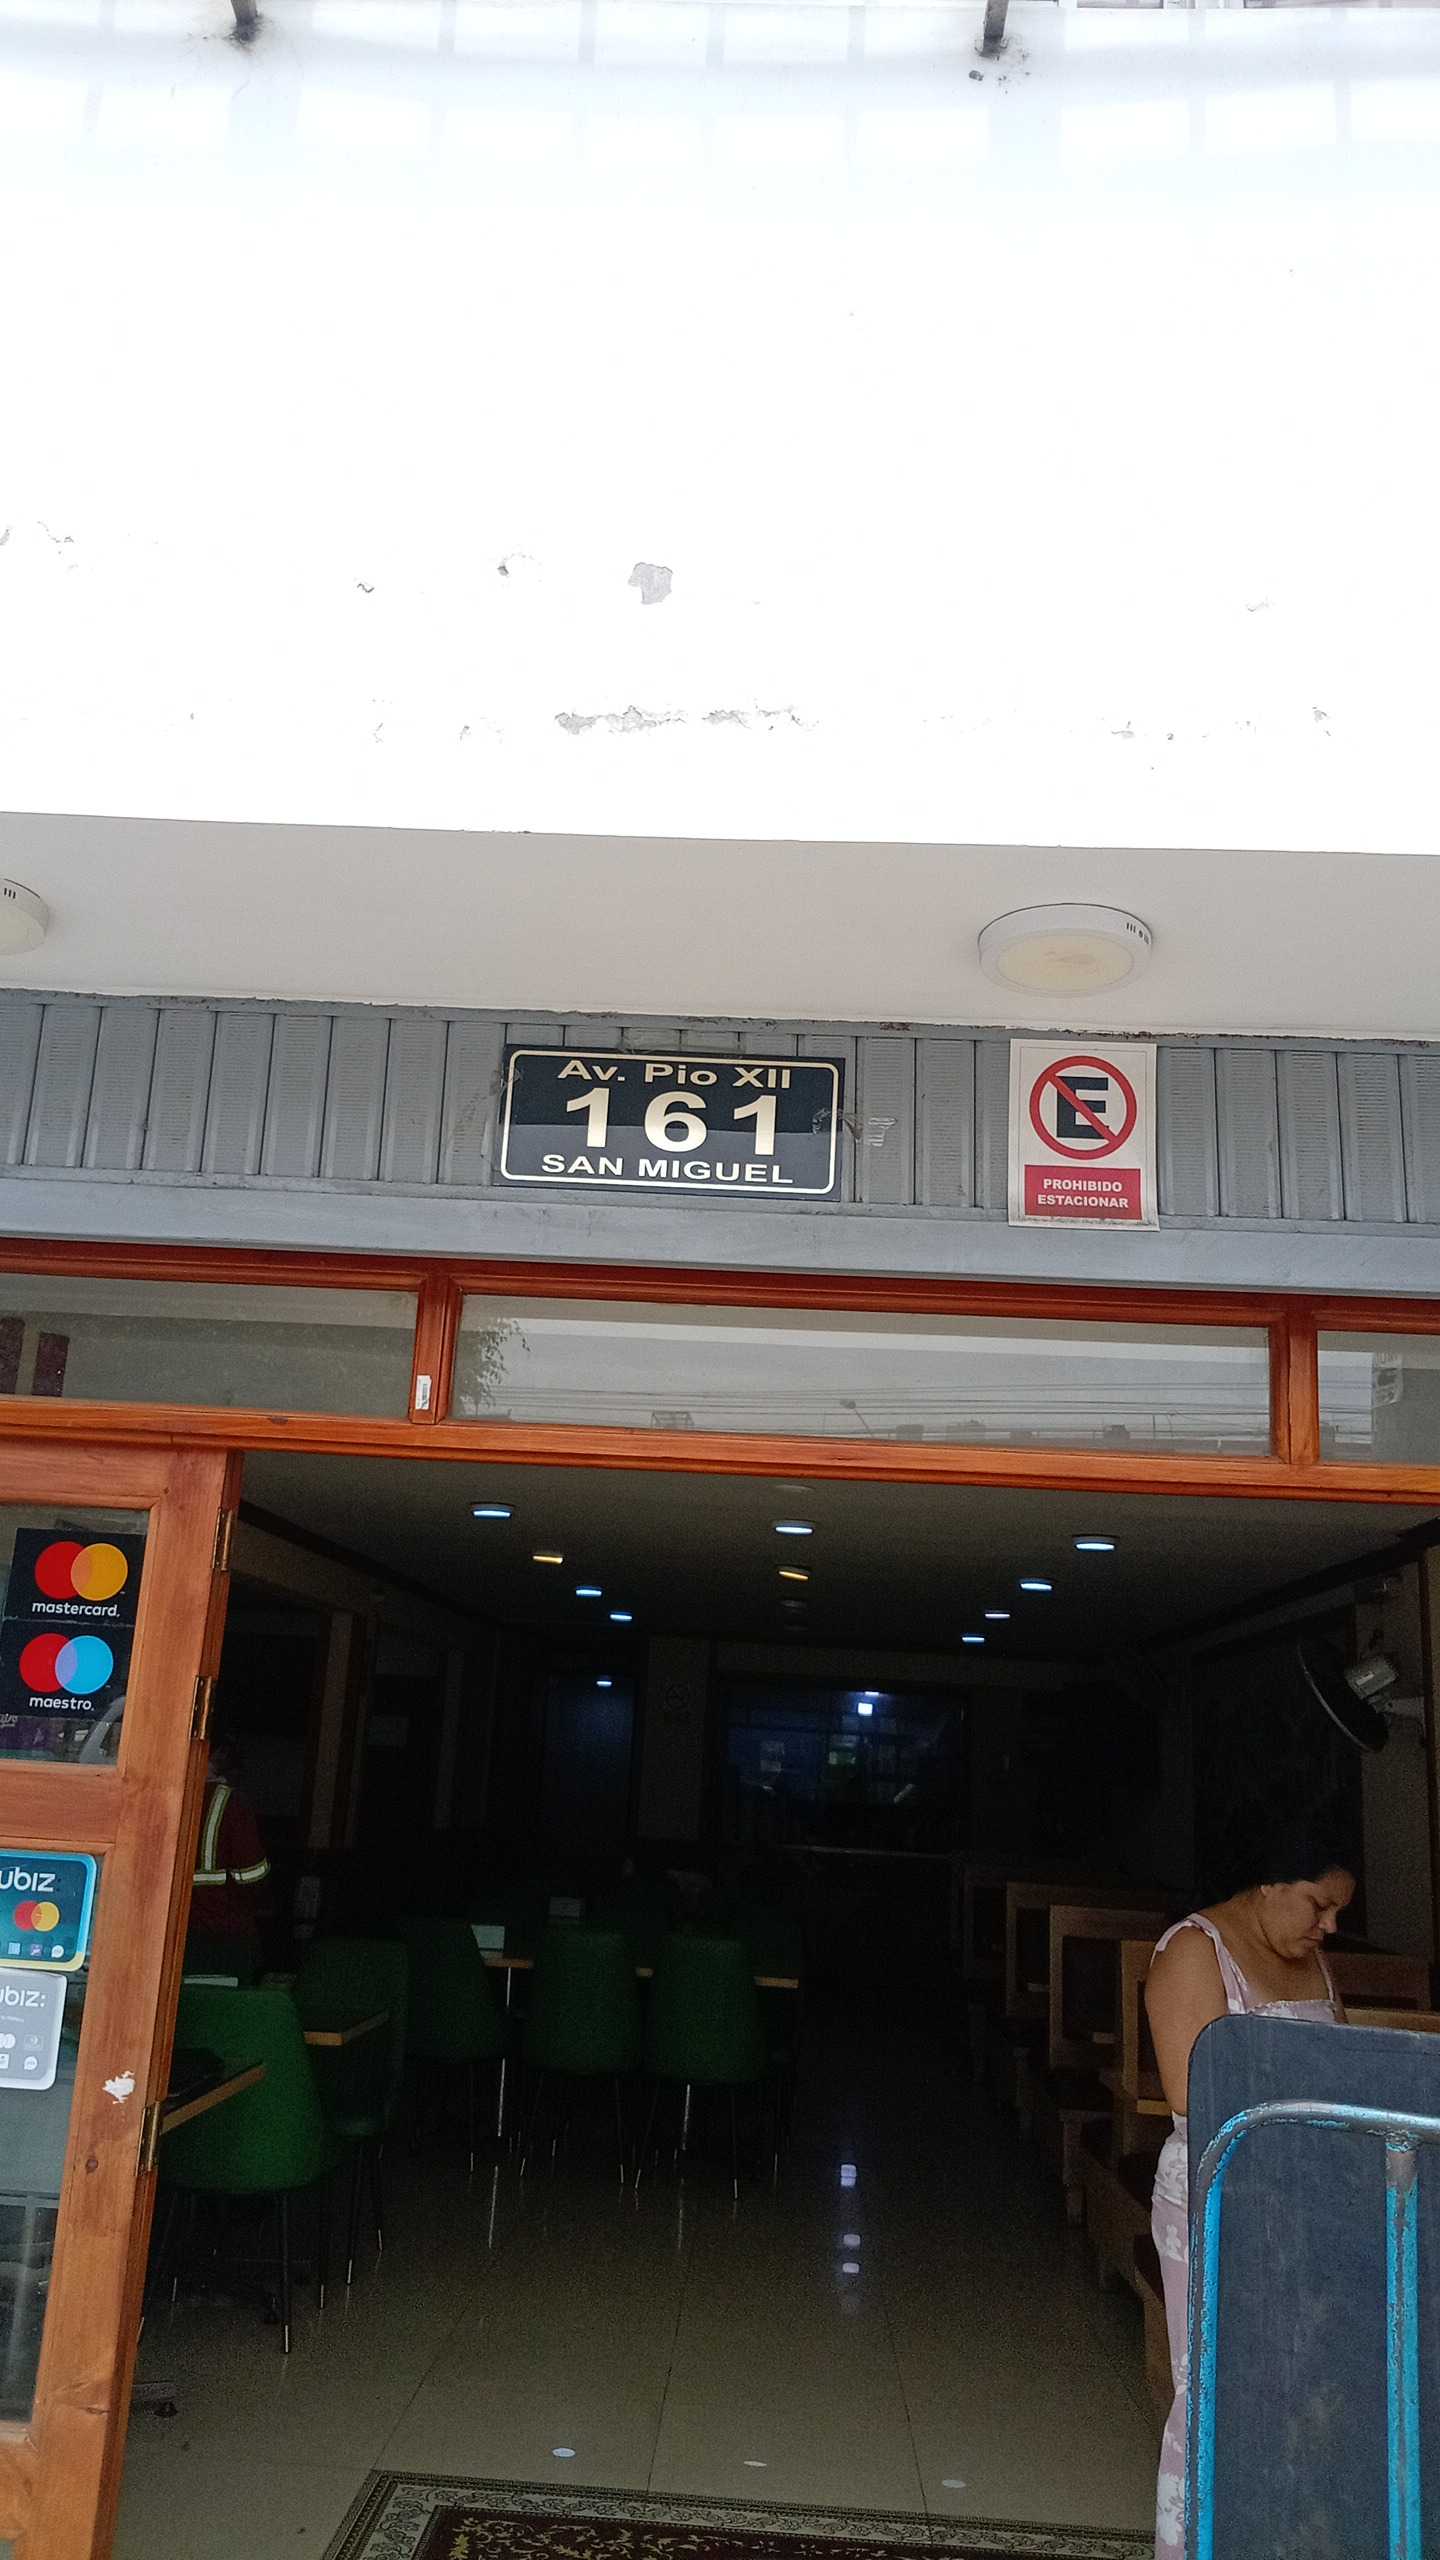 Av. Pio XII
161
SAN MIGUEL
E
PROHIBIDO
ESTACIONAR
mastercard.
maestro.
ubiz:
ubiz: